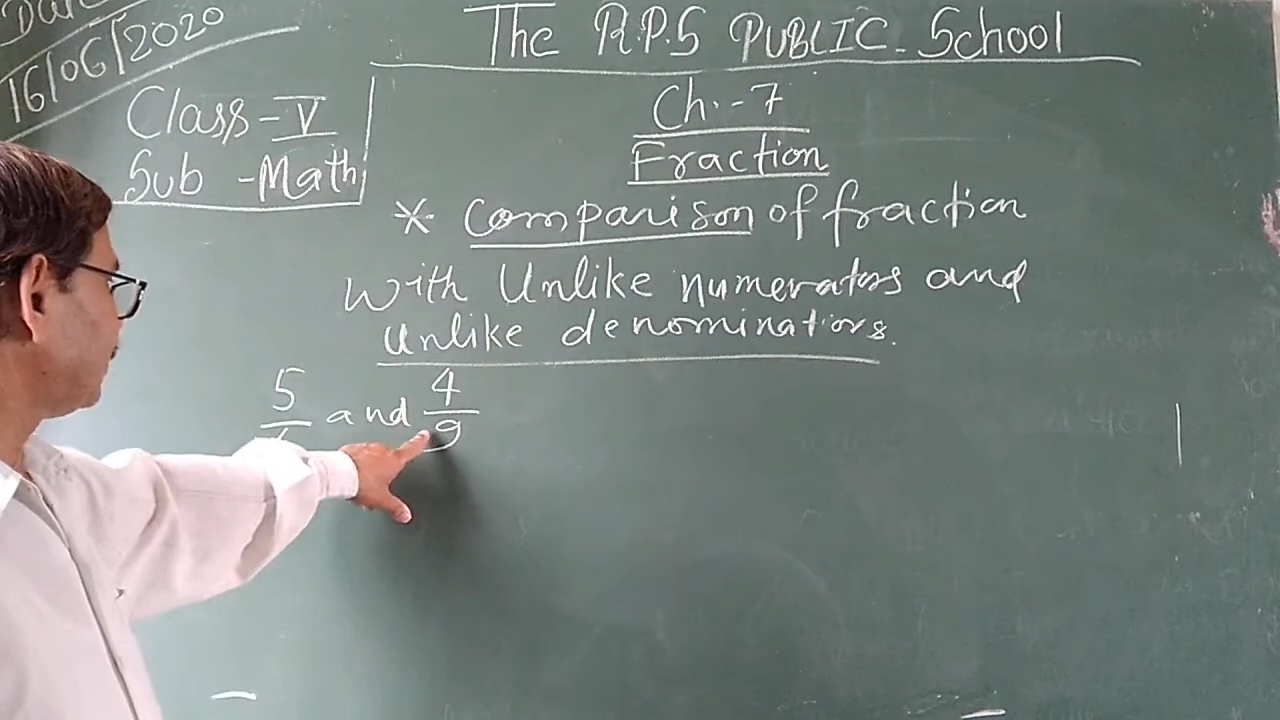 16/06/2020
The R.P.S PUBLIC School
Class - V
Sub - Math
Ch.-7
Fraction
* Comparison of fraction
With Unlike numerators and
Unlike denominators.
5/ and 4/9